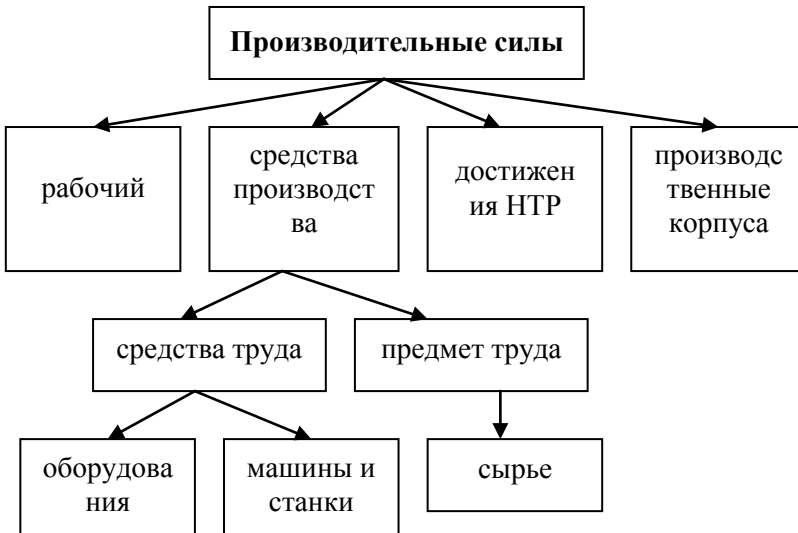 Производительные силы
рабочий
средства
производст
ва
достижен
ия НТР
производс
твенные
корпуса
средства труда
предмет труда
оборудова
ния
машины и
станки
сырье